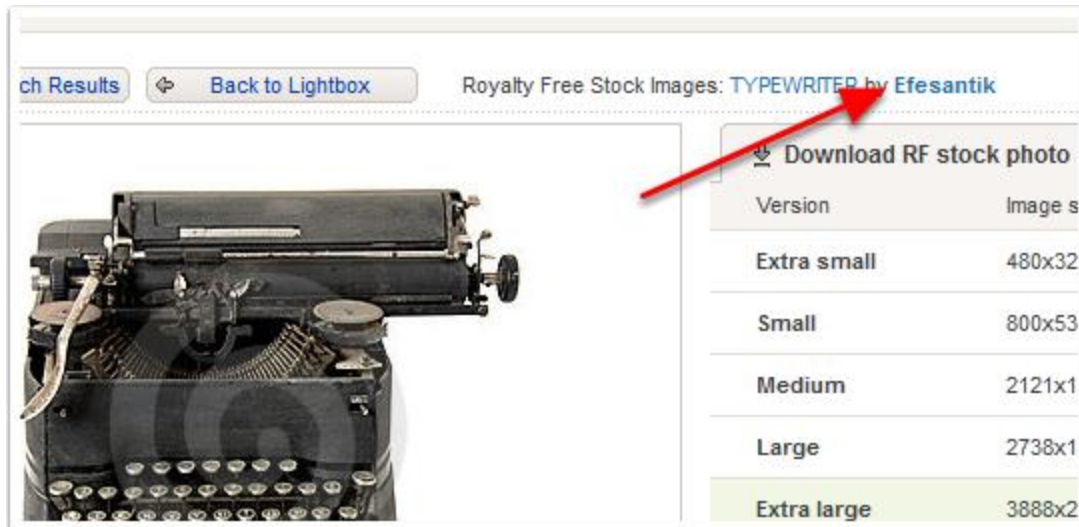 ch Results
Back to Lightbox
Royalty Free Stock Images: TYPEWRITER by Efesantik
Download RF stock photo
Version Image s
Extra small 480x32
Small 800x53
Medium 2121x1
Large 2738x1
Extra large 3888x2